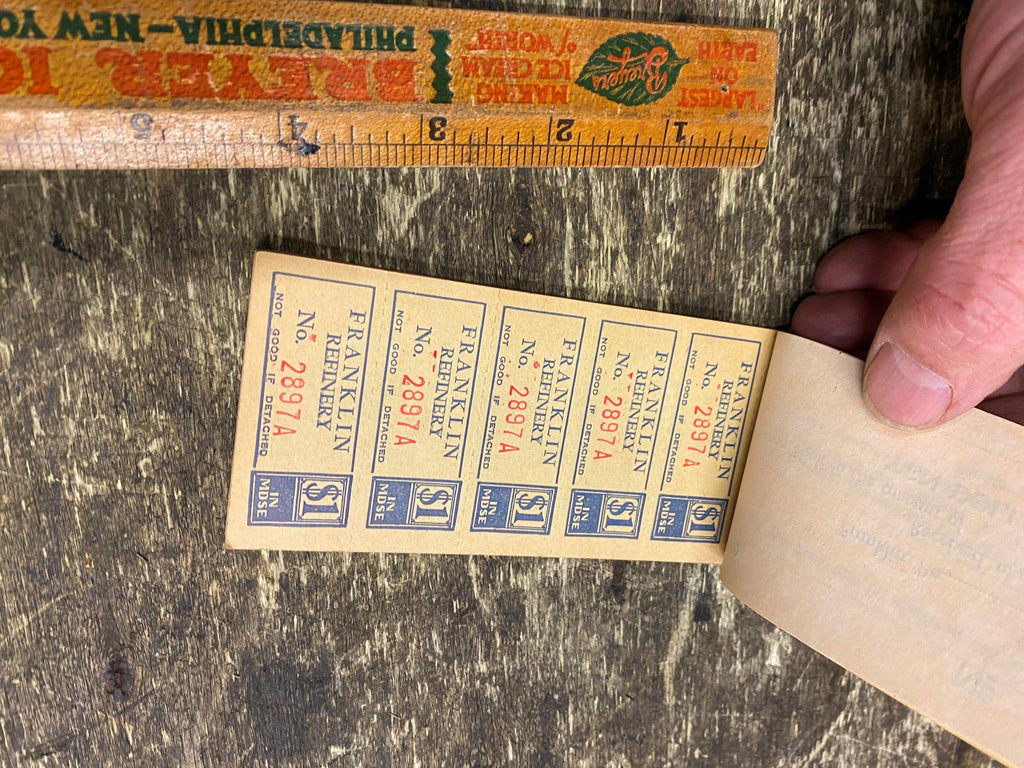 "LARGEST
ON
EARTH
Breyers
MAKING
ICE CREAM
of WORTH"
BREYER IC
PHILADELPHIA–NEW YO
1 2 3 4 5
FRANKLIN
REFINERY
No. 2897A
NOT GOOD IF DETACHED
$1
IN
MDSE
FRANKLIN
REFINERY
No. 2897A
NOT GOOD IF DETACHED
$1
IN
MDSE
FRANKLIN
REFINERY
No. 2897A
NOT GOOD IF DETACHED
$1
IN
MDSE
FRANKLIN
REFINERY
No. 2897A
NOT GOOD IF DETACHED
$1
IN
MDSE
FRANKLIN
REFINERY
No. 2897A
NOT GOOD IF DETACHED
$1
IN
MDSE